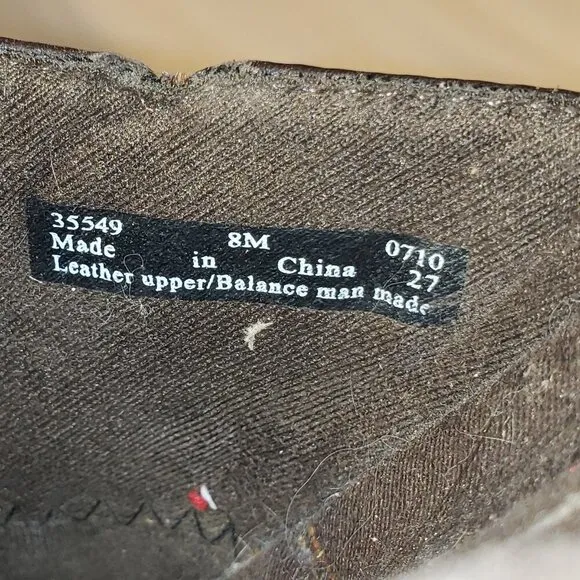 35549 8M 0710
Made in China 27
Leather upper/Balance man made